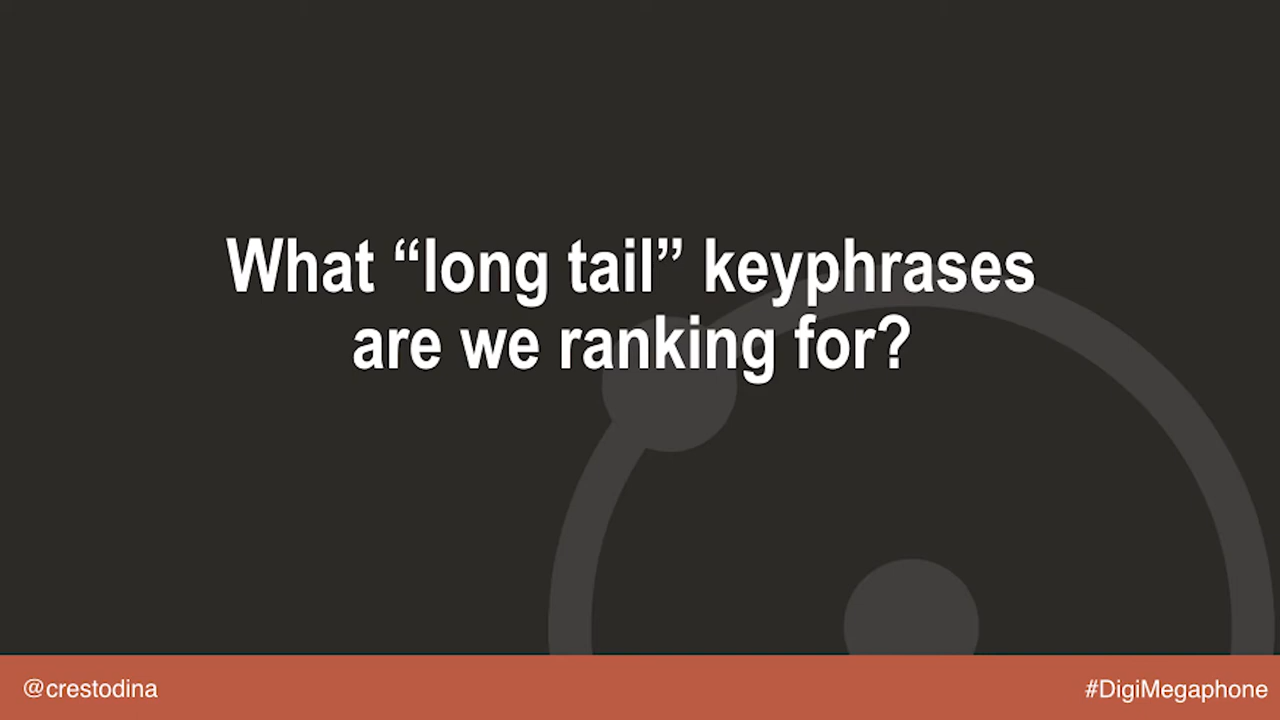 What “long tail” keyphrases
are we ranking for?
@crestodina
#DigiMegaphone